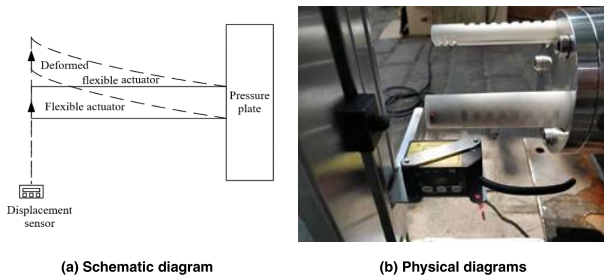 Deformed
flexible actuator
Flexible actuator
Pressure
plate
Displacement
sensor
(a) Schematic diagram
(b) Physical diagrams